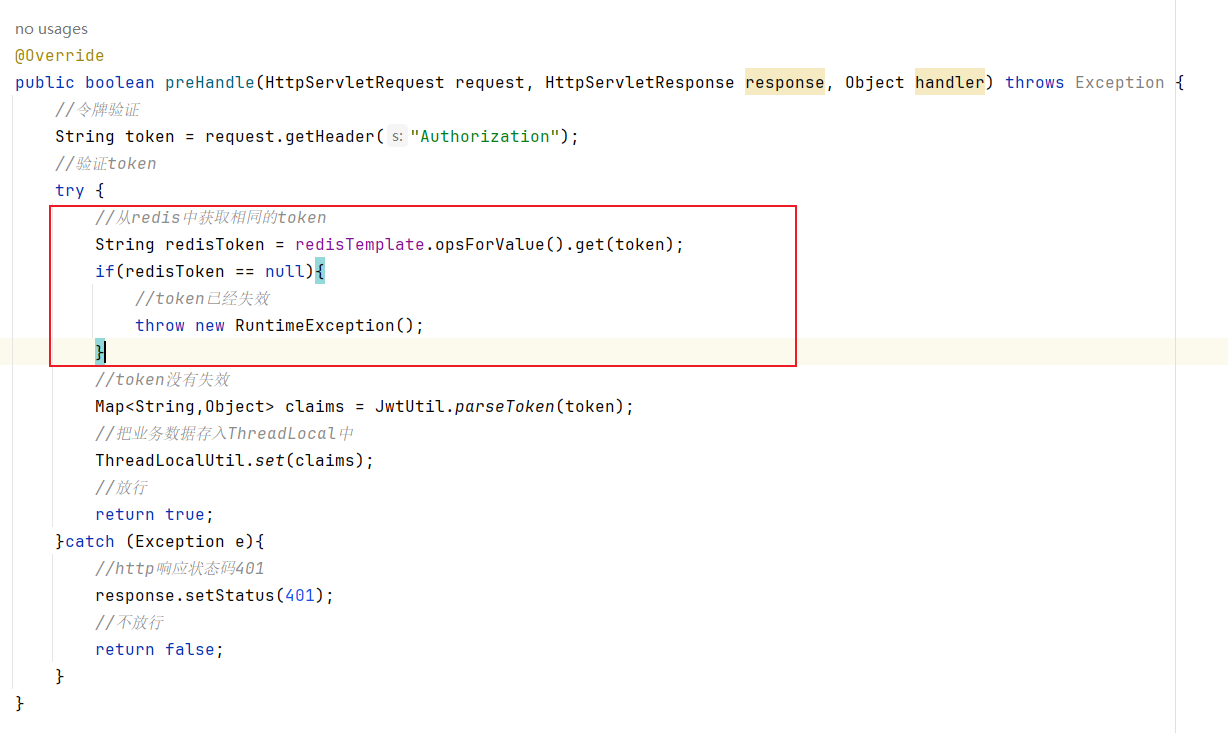 no usages
@Override
public boolean preHandle(HttpServletRequest request, HttpServletResponse response, Object handler) throws Exception {
//令牌验证
String token = request.getHeader( s: "Authorization");
//验证token
try {
//从redis中获取相同的token
String redisToken = redisTemplate.opsForValue().get(token);
if(redisToken == null){
//token已经失效
throw new RuntimeException();
}
//token没有失效
Map<String,Object> claims = JwtUtil.parseToken(token);
//把业务数据存入ThreadLocal中
ThreadLocalUtil.set(claims);
//放行
return true;
}catch (Exception e){
//http响应状态码401
response.setStatus(401);
//不放行
return false;
}
}